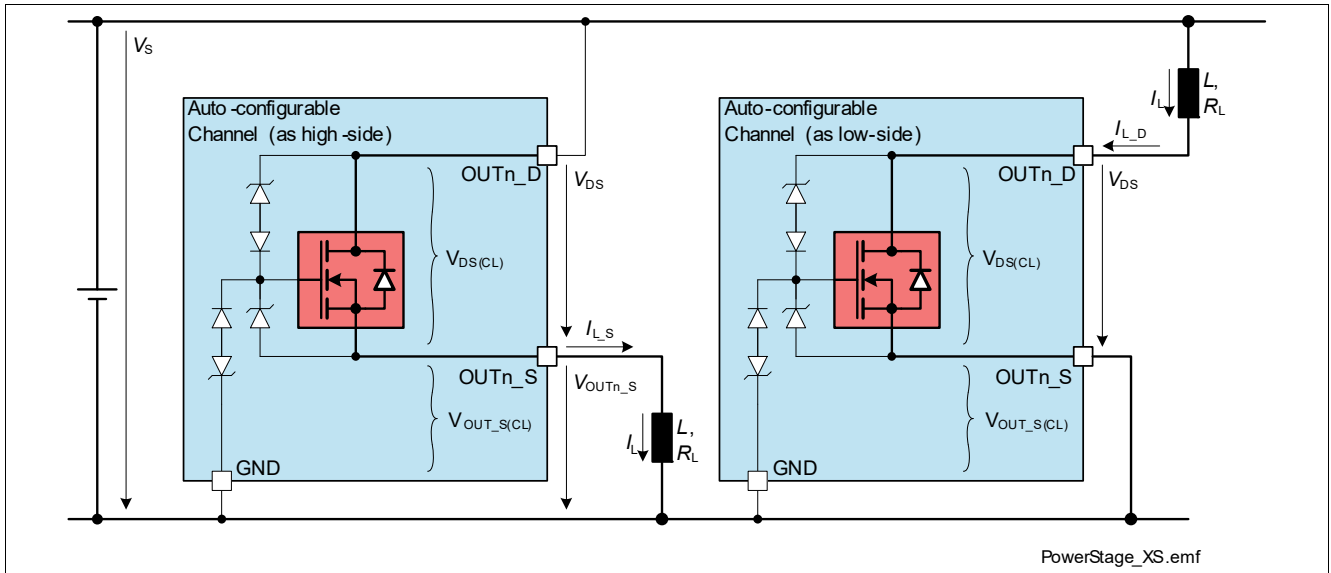 VS
Auto-configurable
Channel (as high-side)
OUTn_D
VDS
VDS(CL)
IL_S
OUTn_S
VOUTn_S
VOUT_S(CL)
IL
L,
RL
GND
Auto-configurable
Channel (as low-side)
IL
L,
RL
IL_D
OUTn_D
VDS
VDS(CL)
OUTn_S
VOUT_S(CL)
GND
PowerStage_XS.emf